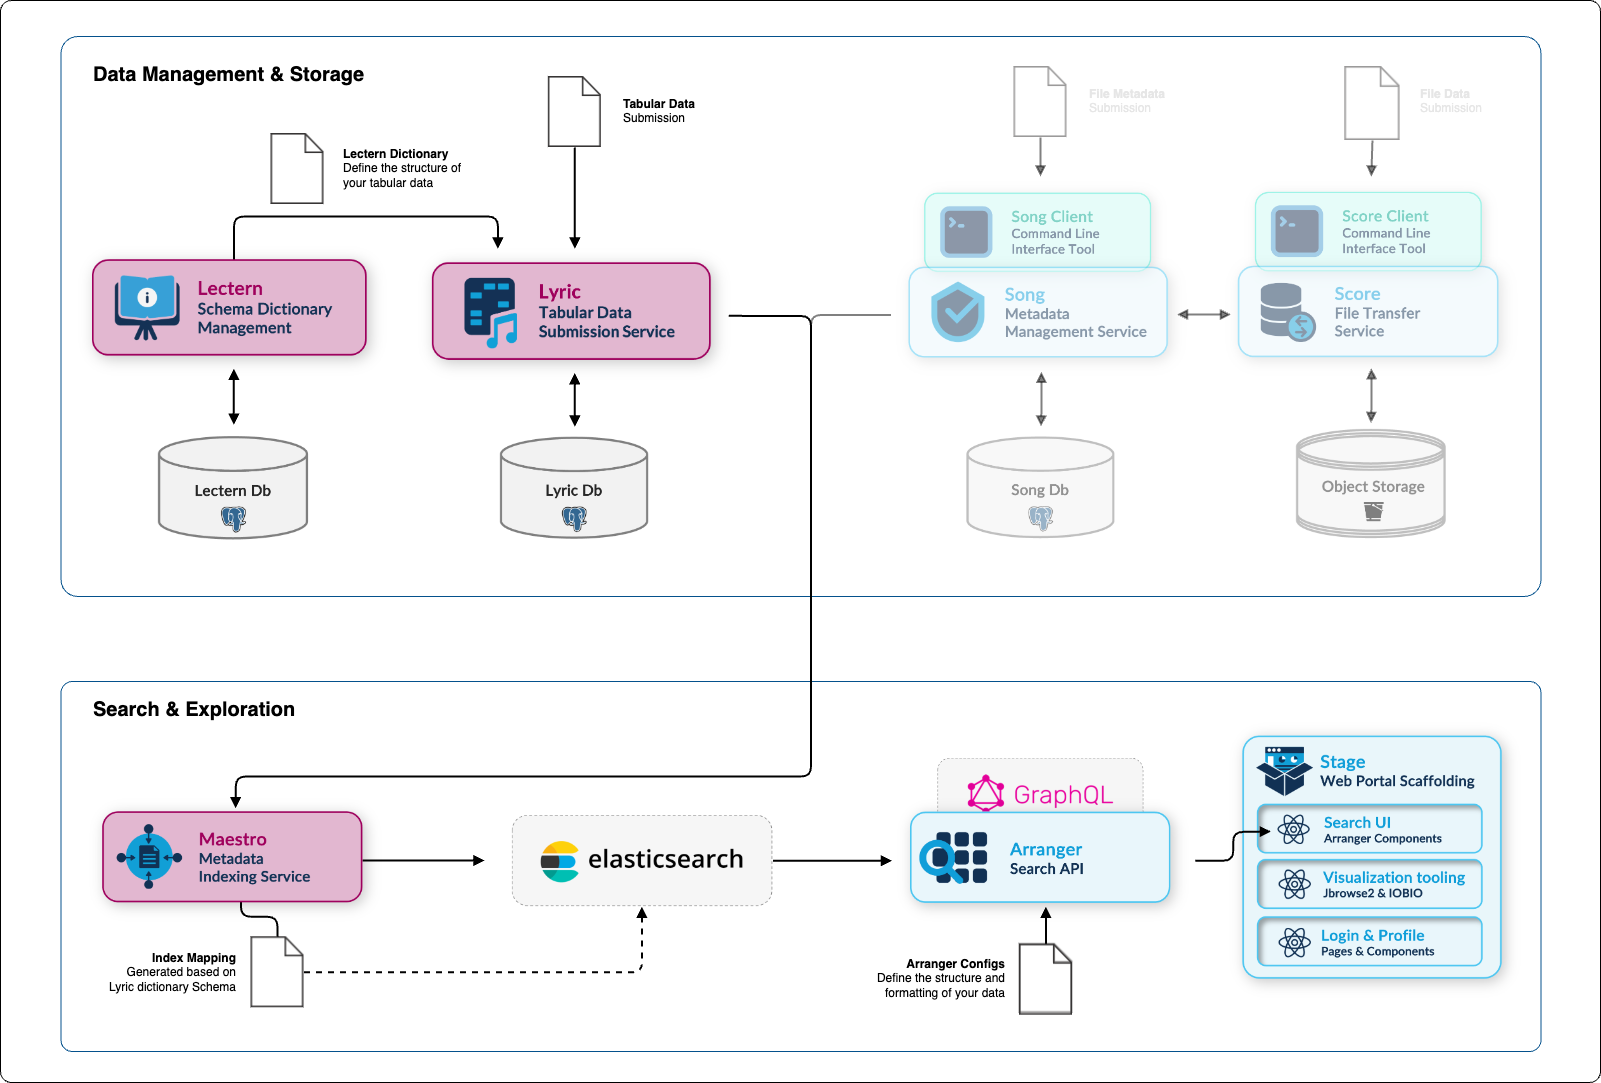 Data Management & Storage
Lectern Dictionary
Define the structure of
your tabular data
Tabular Data
Submission
File Metadata
Submission
File Data
Submission
Song Client
Command Line
Interface Tool
Score Client
Command Line
Interface Tool
Lectern
Schema Dictionary
Management
Lyric
Tabular Data
Submission Service
Song
Metadata
Management Service
Score
File Transfer
Service
Lectern Db
Lyric Db
Song Db
Object Storage
Search & Exploration
Maestro
Metadata
Indexing Service
elasticsearch
GraphQL
Arranger
Search API
Stage
Web Portal Scaffolding
Search UI
Arranger Components
Visualization tooling
Jbrowse2 & IOBIO
Login & Profile
Pages & Components
Index Mapping
Generated based on
Lyric dictionary Schema
Arranger Configs
Define the structure and
formatting of your data